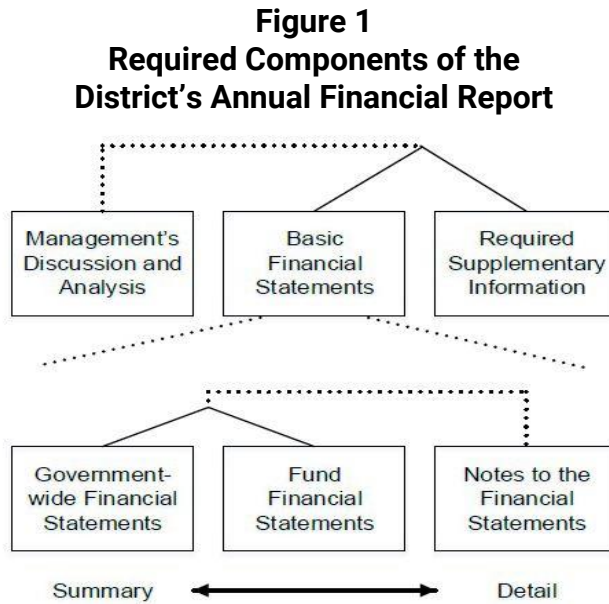 Figure 1
Required Components of the
District's Annual Financial Report
Management's
Discussion and
Analysis
Basic
Financial
Statements
Required
Supplementary
Information
Government-
wide Financial
Statements
Fund
Financial
Statements
Notes to the
Financial
Statements
Summary
Detail